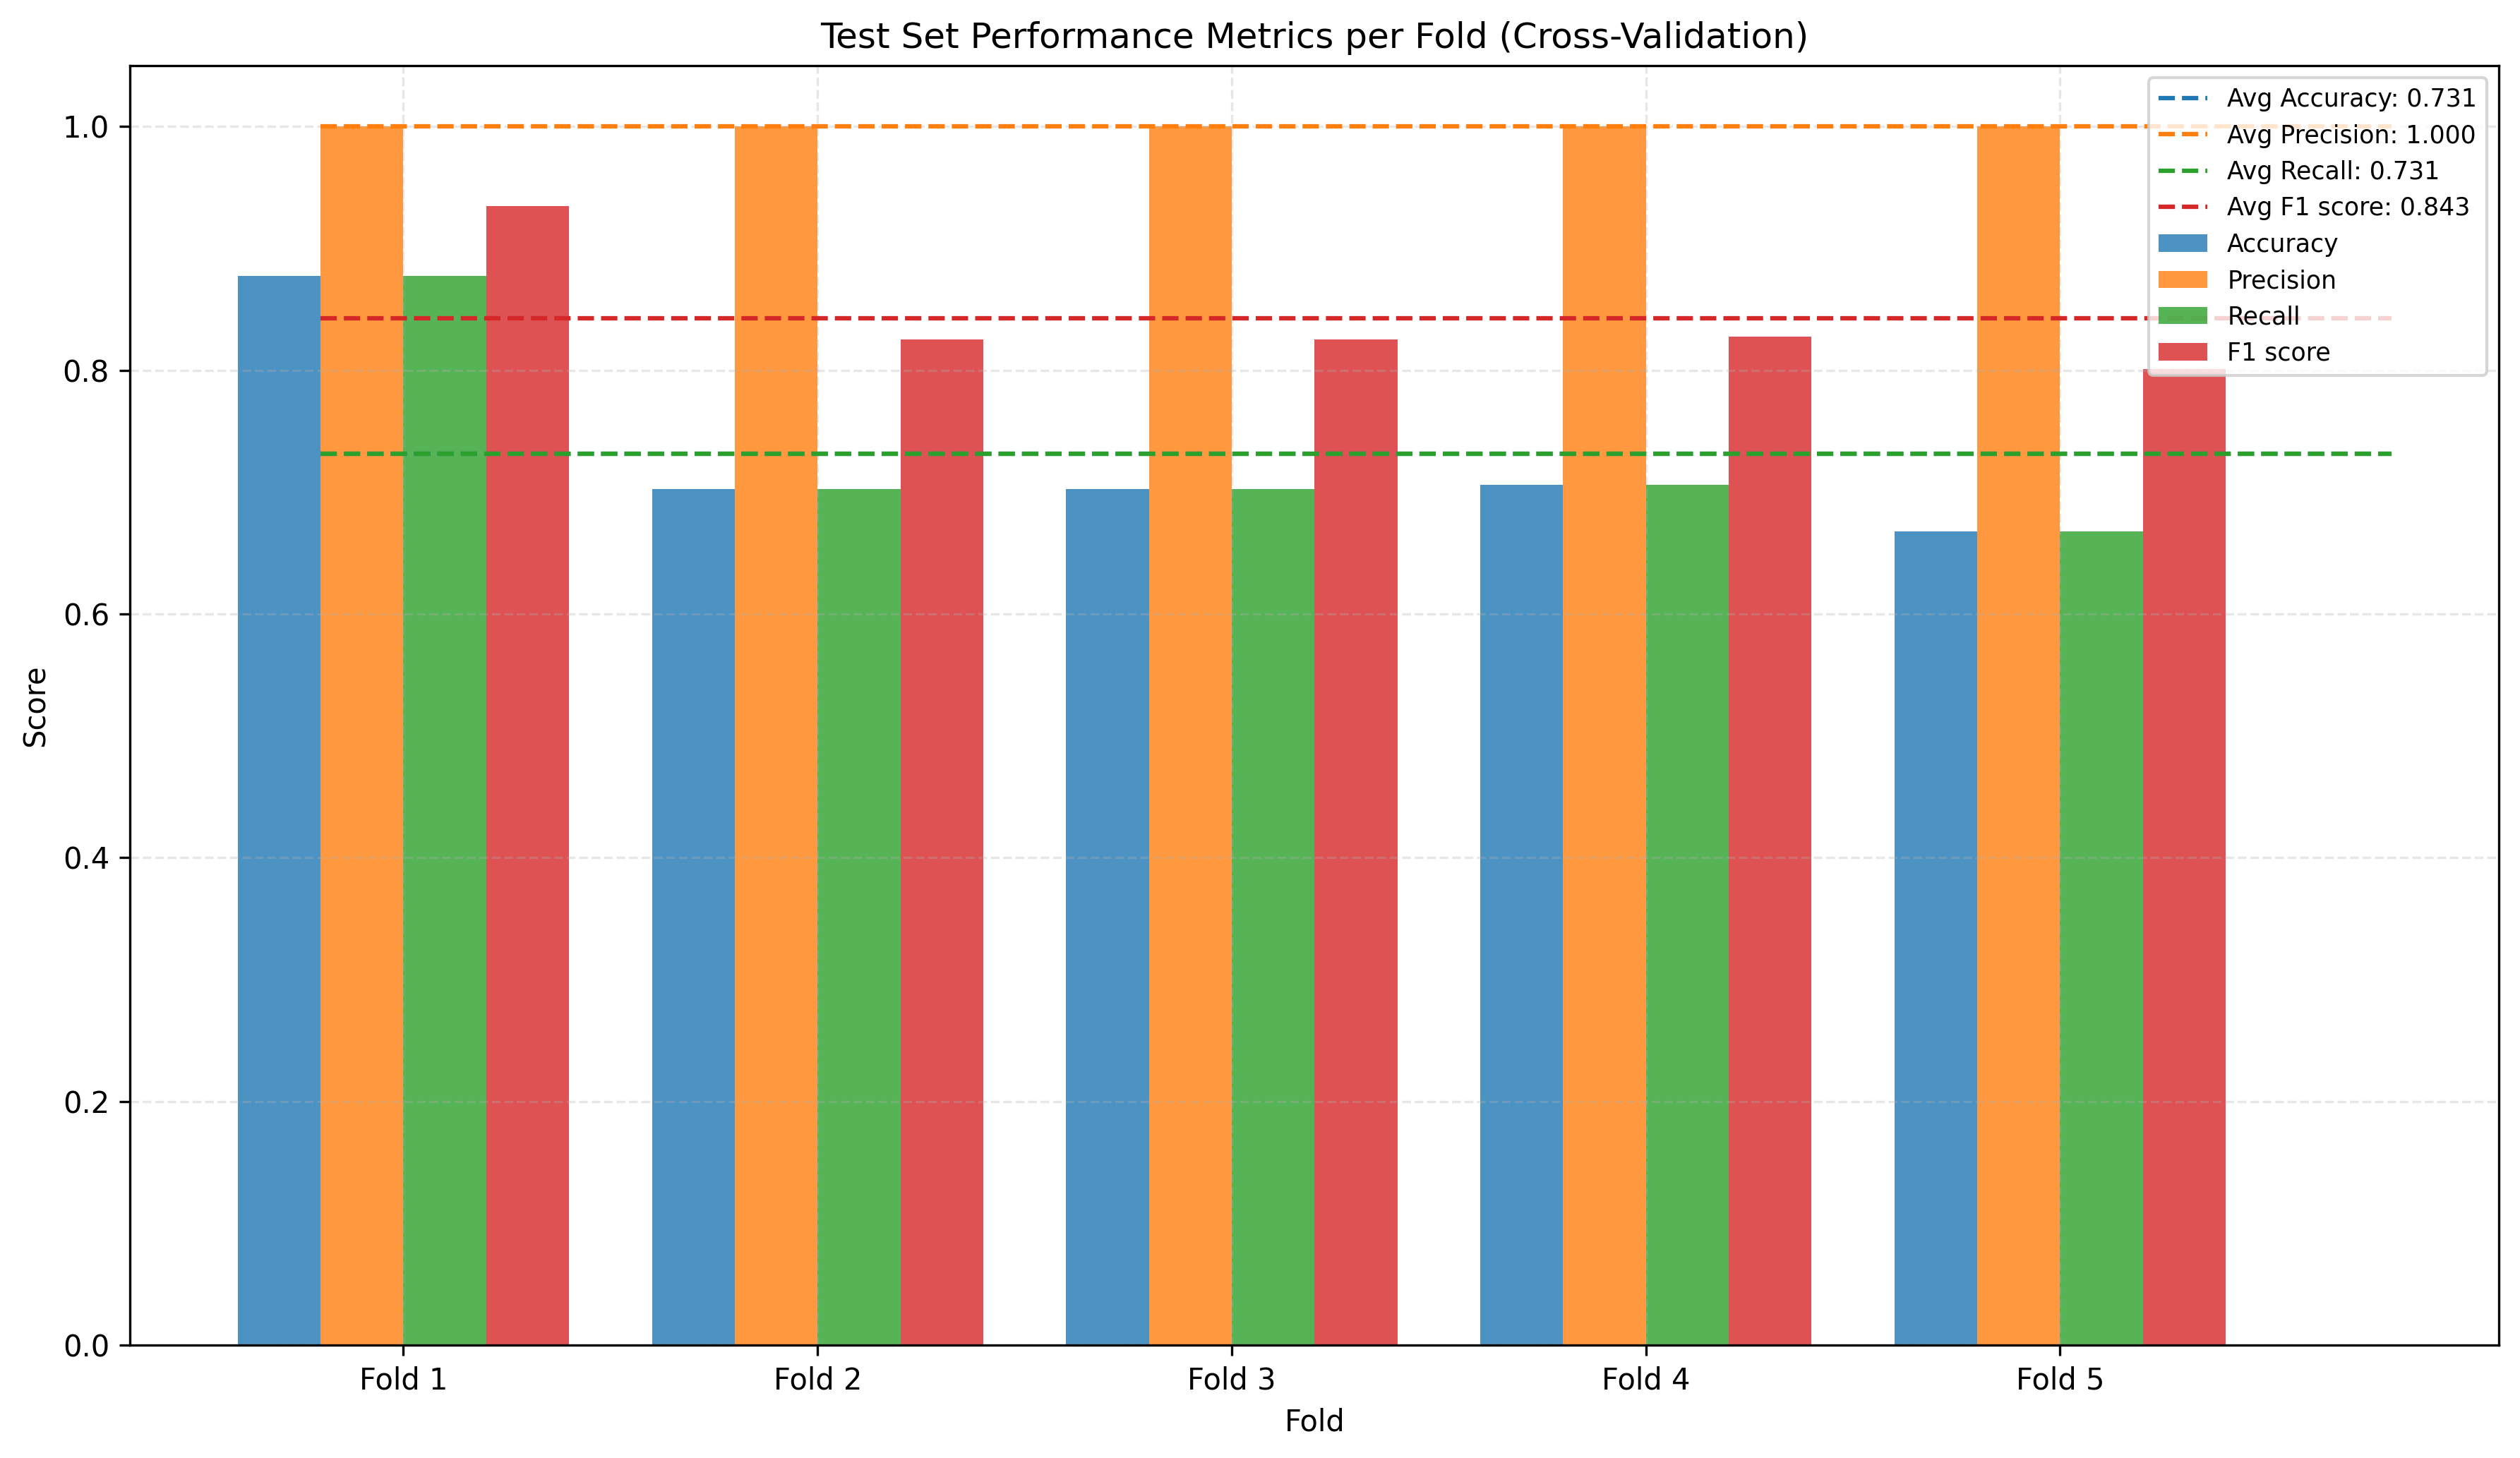 Test Set Performance Metrics per Fold (Cross-Validation)
Avg Accuracy: 0.731
Avg Precision: 1.000
Avg Recall: 0.731
Avg F1 score: 0.843
Accuracy
Precision
Recall
F1 score
1.0
0.8
0.6
0.4
0.2
0.0
Score
Fold 1
Fold 2
Fold 3
Fold 4
Fold 5
Fold